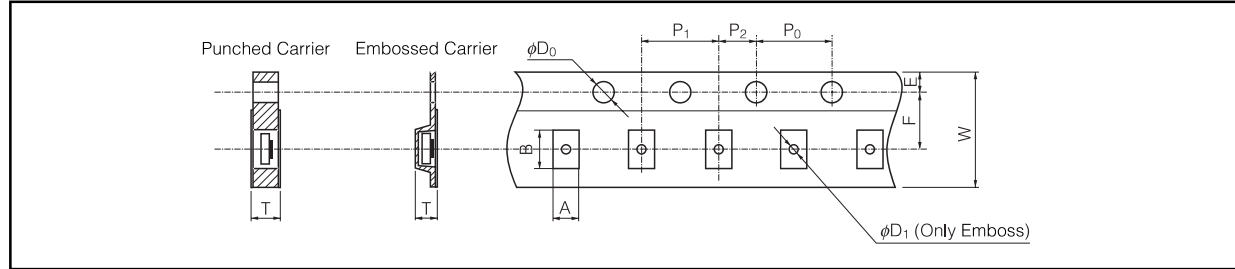 Punched Carrier
Embossed Carrier
ϕD₀
P₁
P₂
P₀
E
F
W
B
T
T
A
ϕD₁ (Only Emboss)